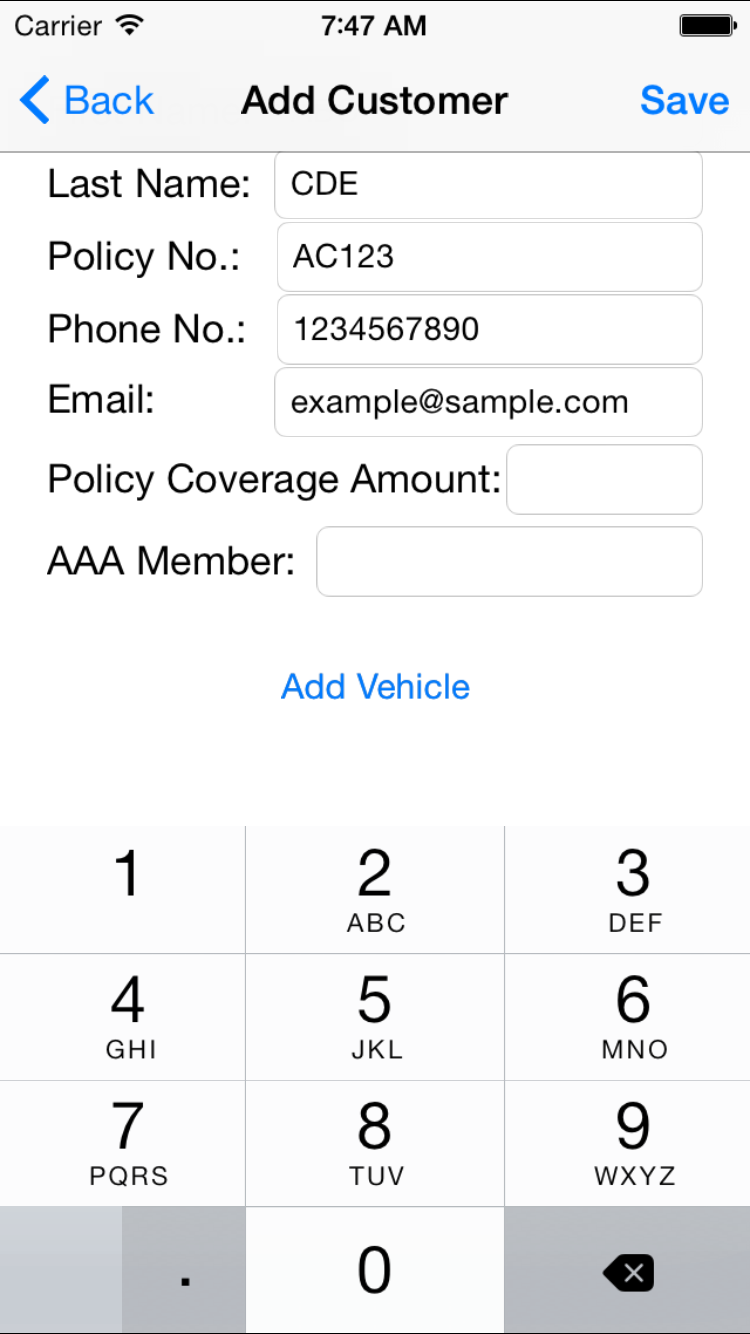 Carrier 7:47 AM
Back Add Customer Save
Last Name: CDE
Policy No.: AC123
Phone No.: 1234567890
Email: example@sample.com
Policy Coverage Amount:
AAA Member:
Add Vehicle
1 2 3
ABC DEF
4 5 6
GHI JKL MNO
7 8 9
PQRS TUV WXYZ
. 0